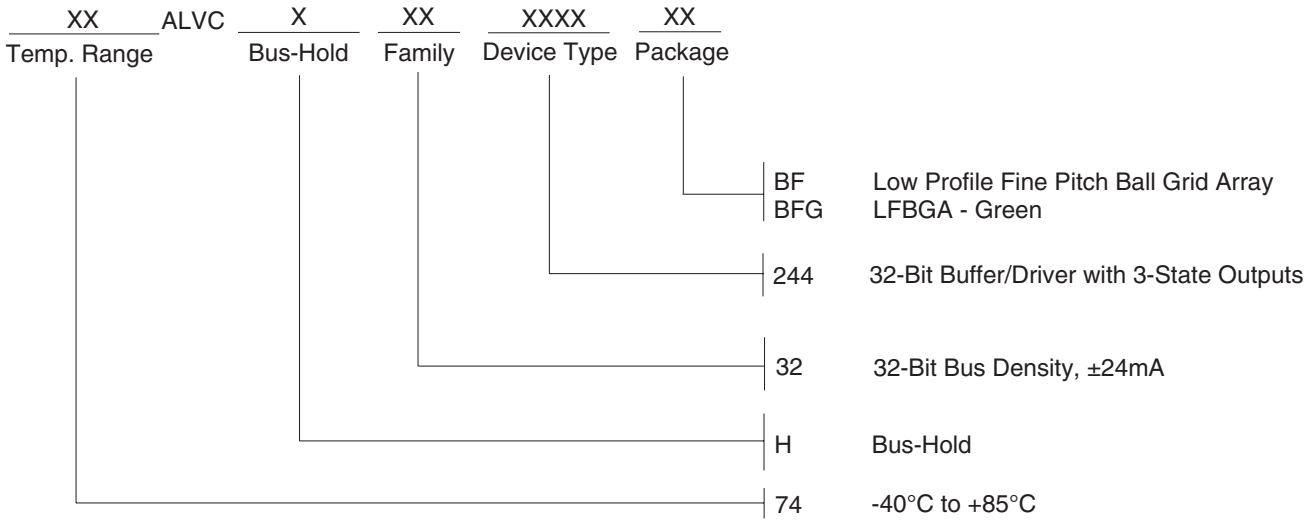 XX ALVC X XX XXXX XX
Temp. Range Bus-Hold Family Device Type Package
BF Low Profile Fine Pitch Ball Grid Array
BFG LFBGA - Green
244 32-Bit Buffer/Driver with 3-State Outputs
32 32-Bit Bus Density, ±24mA
H Bus-Hold
74 -40°C to +85°C